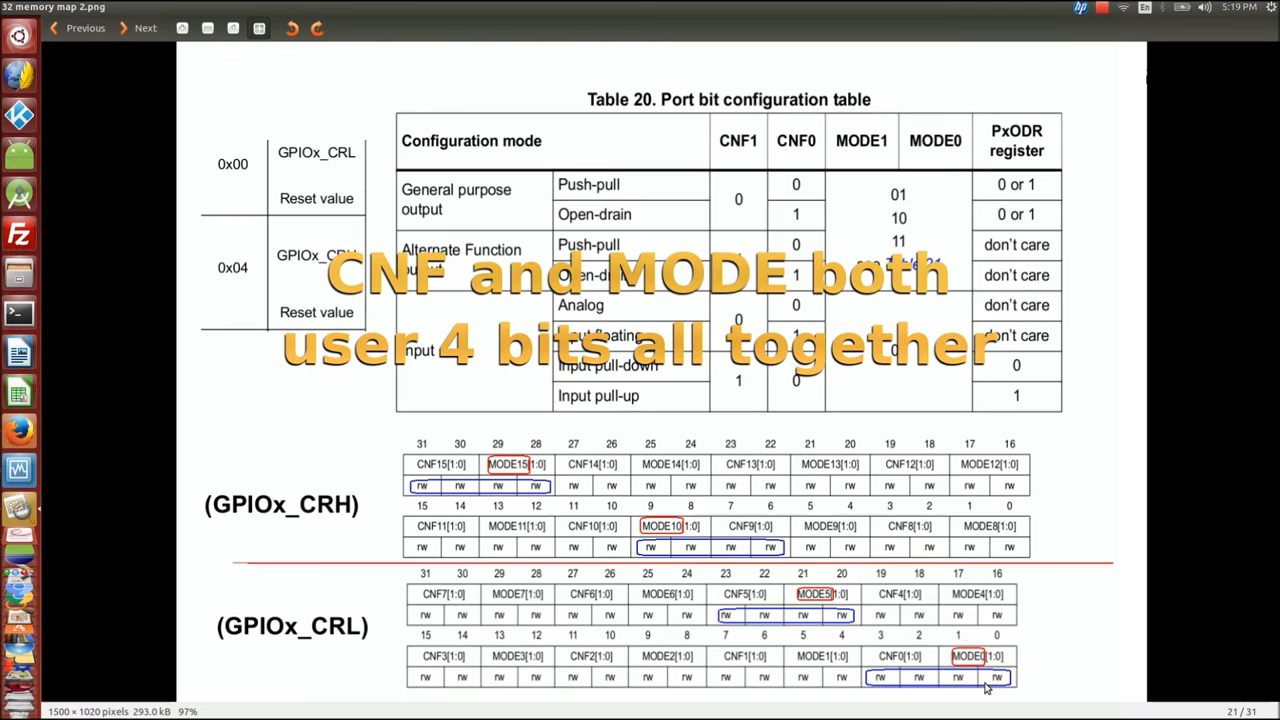 32 memory map 2.png
En
5:19 PM
Previous
Next
Table 20. Port bit configuration table
Configuration mode CNF1 CNF0 MODE1 MODE0 PxODR register
General purpose output Push-pull 0 0 01 0 or 1
Open-drain 1 10 0 or 1
Alternate Function Push-pull 0 11 don't care
Open-drain 1 don't care
Input Analog 0 0 don't care
Input floating 1 don't care
Input pull-down 1 0 0
Input pull-up 1
0x00 GPIOx_CRL
Reset value
0x04
Reset value
CNF and MODE both
user 4 bits all together
31 30 29 28 27 26 25 24 23 22 21 20 19 18 17 16
CNF15[1:0] MODE15[1:0] CNF14[1:0] MODE14[1:0] CNF13[1:0] MODE13[1:0] CNF12[1:0] MODE12[1:0]
rw rw rw rw rw rw rw rw rw rw rw rw rw rw rw rw
(GPIOx_CRH)
15 14 13 12 11 10 9 8 7 6 5 4 3 2 1 0
CNF11[1:0] MODE11[1:0] CNF10[1:0] MODE10[1:0] CNF9[1:0] MODE9[1:0] CNF8[1:0] MODE8[1:0]
rw rw rw rw rw rw rw rw rw rw rw rw rw rw rw rw
31 30 29 28 27 26 25 24 23 22 21 20 19 18 17 16
CNF7[1:0] MODE7[1:0] CNF6[1:0] MODE6[1:0] CNF5[1:0] MODE5[1:0] CNF4[1:0] MODE4[1:0]
rw rw rw rw rw rw rw rw rw rw rw rw rw rw rw rw
(GPIOx_CRL)
15 14 13 12 11 10 9 8 7 6 5 4 3 2 1 0
CNF3[1:0] MODE3[1:0] CNF2[1:0] MODE2[1:0] CNF1[1:0] MODE1[1:0] CNF0[1:0] MODE0[1:0]
rw rw rw rw rw rw rw rw rw rw rw rw rw rw rw rw
1500 × 1020 pixels 293.0 kB 97%
21 / 31